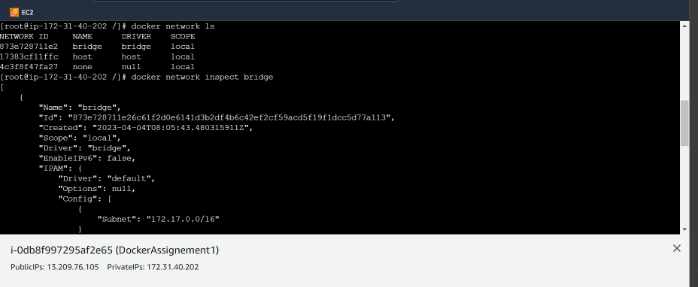 EC2
[root@ip-172-31-40-202 /]# docker network ls
NETWORK ID     NAME      DRIVER    SCOPE
873e728711e2   bridge    bridge    local
17383cf11ffc   host      host      local
4c3f8f47fa27   none      null      local
[root@ip-172-31-40-202 /]# docker network inspect bridge
[
    {
        "Name": "bridge",
        "Id": "873e728711e26c61f2d0e6141d3b2df4b6c42ef2cf59acd5f19f1dcc5d77a113",
        "Created": "2023-04-04T08:05:43.480315911Z",
        "Scope": "local",
        "Driver": "bridge",
        "EnableIPv6": false,
        "IPAM": {
            "Driver": "default",
            "Options": null,
            "Config": [
                {
                    "Subnet": "172.17.0.0/16"
                }
i-0db8f997295af2e65 (DockerAssignement1)
PublicIPs: 13.209.76.105    PrivateIPs: 172.31.40.202